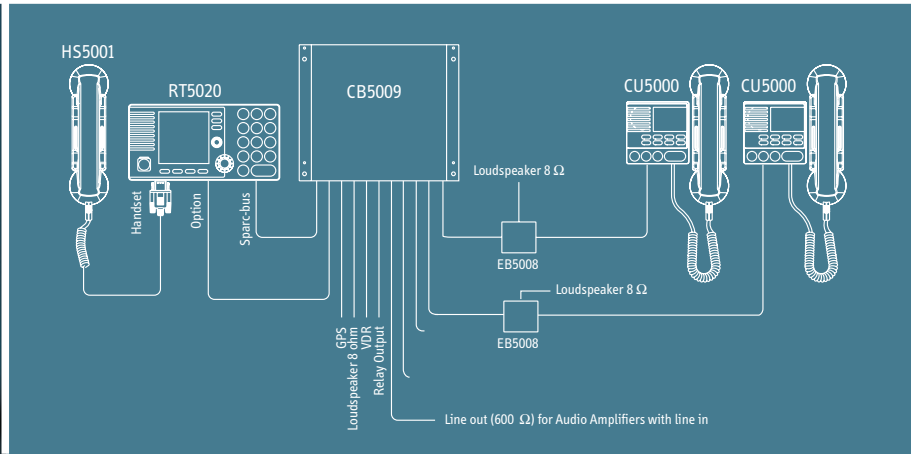 HS5001
RT5020
CB5009
CU5000
CU5000
Loudspeaker 8 Ω
Handset
Option
Sparc-bus
EB5008
Loudspeaker 8 Ω
GPS
Loudspeaker 8 ohm
VDR
Relay Output
EB5008
Line out (600 Ω) for Audio Amplifiers with line in